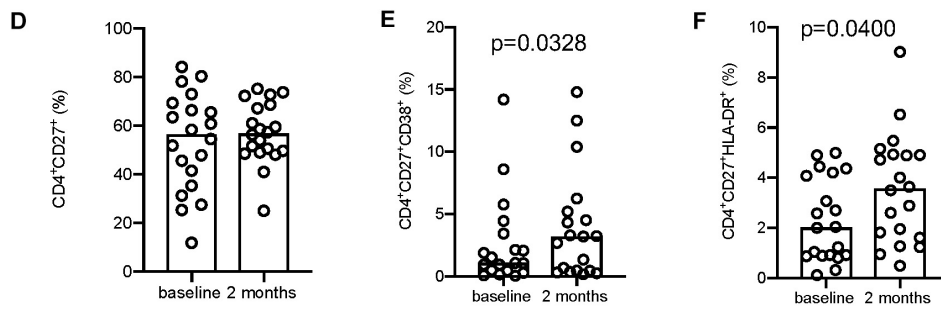 D
CD4⁺CD27⁺ (%)
100
80
60
40
20
0
baseline 2 months
E
p=0.0328
CD4⁺CD27⁺CD38⁺ (%)
20
15
10
5
0
baseline 2 months
F
p=0.0400
CD4⁺CD27⁺HLA-DR⁺ (%)
10
8
6
4
2
0
baseline 2 months